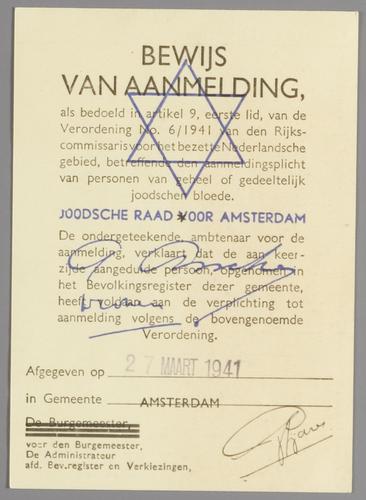 BEWIJS
VAN AANMELDING,
als bedoeld in artikel 9, eerste lid, van de
Verordening No. 6/1941 van den Rijks-
commissaris voor het bezette Nederlandsche
gebied, betreffende den aanmeldingsplicht
van personen van geheel of gedeeltelijk
joodschen bloede.
JOODSCHE RAAD VOOR AMSTERDAM
De ondergeteekende, ambtenaar voor de
aanmelding, verklaart dat de aan keer-
zijde aangeduide persoon, opgenomen in
het Bevolkingsregister dezer gemeente,
heeft voldaan aan de verplichting tot
aanmelding volgens de bovengenoemde
Verordening.
Afgegeven op 27 MAART 1941
in Gemeente AMSTERDAM
De Burgemeester,
voor den Burgemeester,
De Administrateur
afd. Bev.register en Verkiezingen,